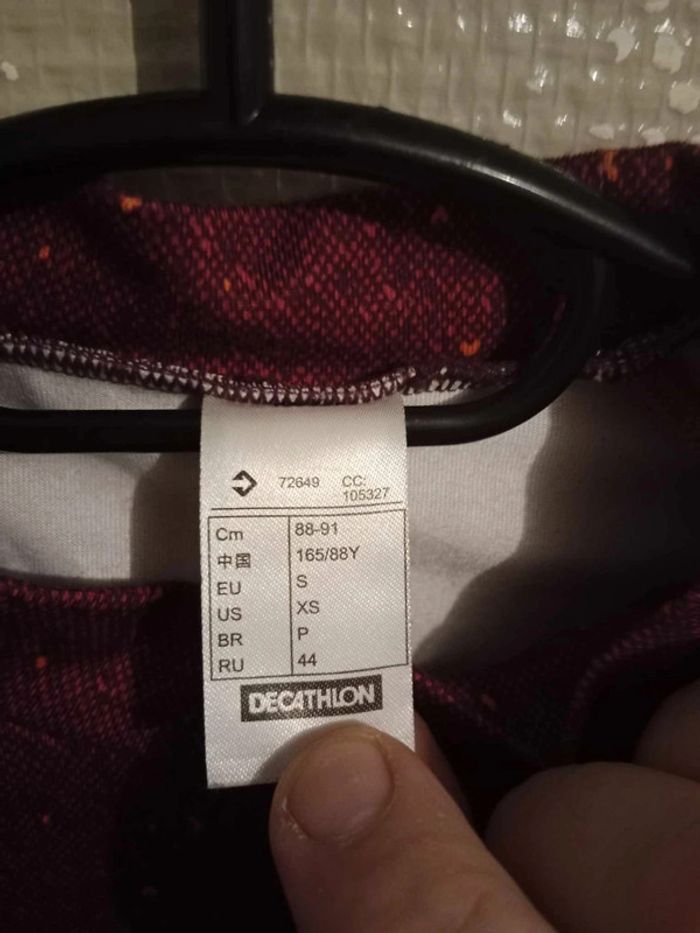 72649 CC:
105327
Cm 88-91
中国 165/88Y
EU S
US XS
BR P
RU 44
DECATHLON